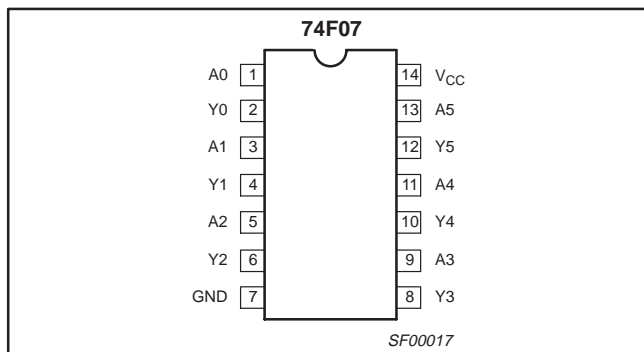 74F07
A0 1 14 VCC
Y0 2 13 A5
A1 3 12 Y5
Y1 4 11 A4
A2 5 10 Y4
Y2 6 9 A3
GND 7 8 Y3
SF00017